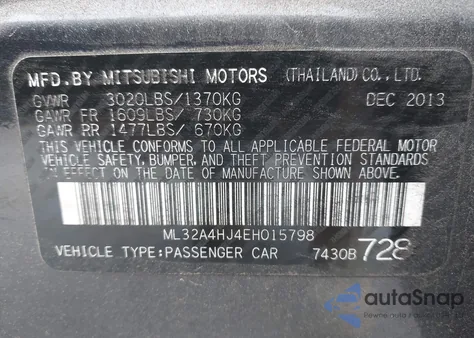 MFD.BY MITSUBISHI MOTORS (THAILAND)CO.,LTD.
GVWR 3020LBS/1370KG DEC 2013
GAWR FR 1609LBS/ 730KG
GAWR RR 1477LBS/ 670KG
THIS VEHICLE CONFORMS TO ALL APPLICABLE FEDERAL MOTOR
VEHICLE SAFETY, BUMPER, AND THEFT PREVENTION STANDARDS
IN EFFECT ON THE DATE OF MANUFACTURE SHOWN ABOVE.
ML32A4HJ4EH015798
VEHICLE TYPE:PASSENGER CAR 7430B 728
autoSnap